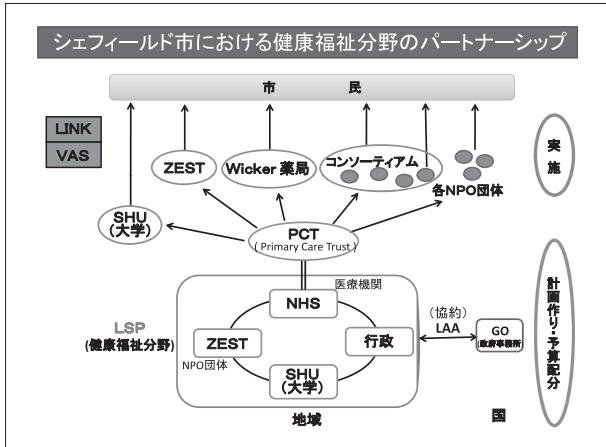 シェフィールド市における健康福祉分野のパートナーシップ
市　民
LINK
VAS
ZEST
Wicker 薬局
コンソーティアム
各NPO団体
実施
SHU
(大学)
PCT
( Primary Care Trust )
医療機関
NHS
LSP
(健康福祉分野)
ZEST
NPO団体
行政
SHU
(大学)
地域
(協約)
LAA
GO
(政府事務所)
国
計画作り・予算配分